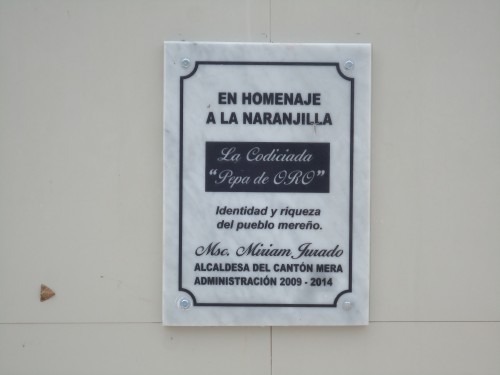 EN HOMENAJE
A LA NARANJILLA
La Codiciada
"Pepa de ORO"
Identidad y riqueza
del pueblo mereño.
Msc. Miriam Jurado
ALCALDESA DEL CANTÓN MERA
ADMINISTRACIÓN 2009 - 2014